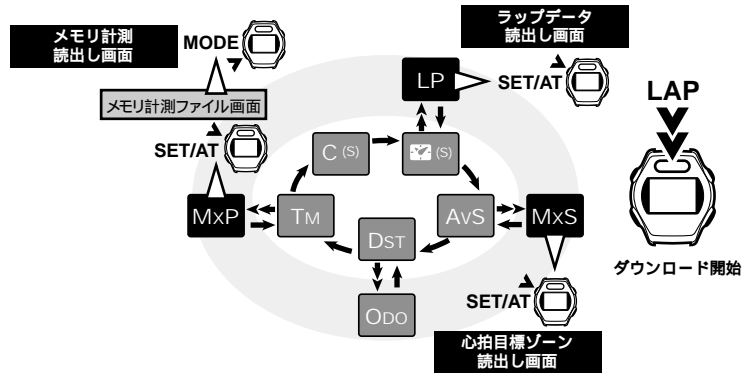 メモリ計測
読出し画面
MODE
ラップデータ
読出し画面
LP
SET/AT
LAP
メモリ計測ファイル画面
SET/AT
C (S)
(S)
MXP
TM
AVS
MXS
DST
ダウンロード開始
ODO
SET/AT
心拍目標ゾーン
読出し画面